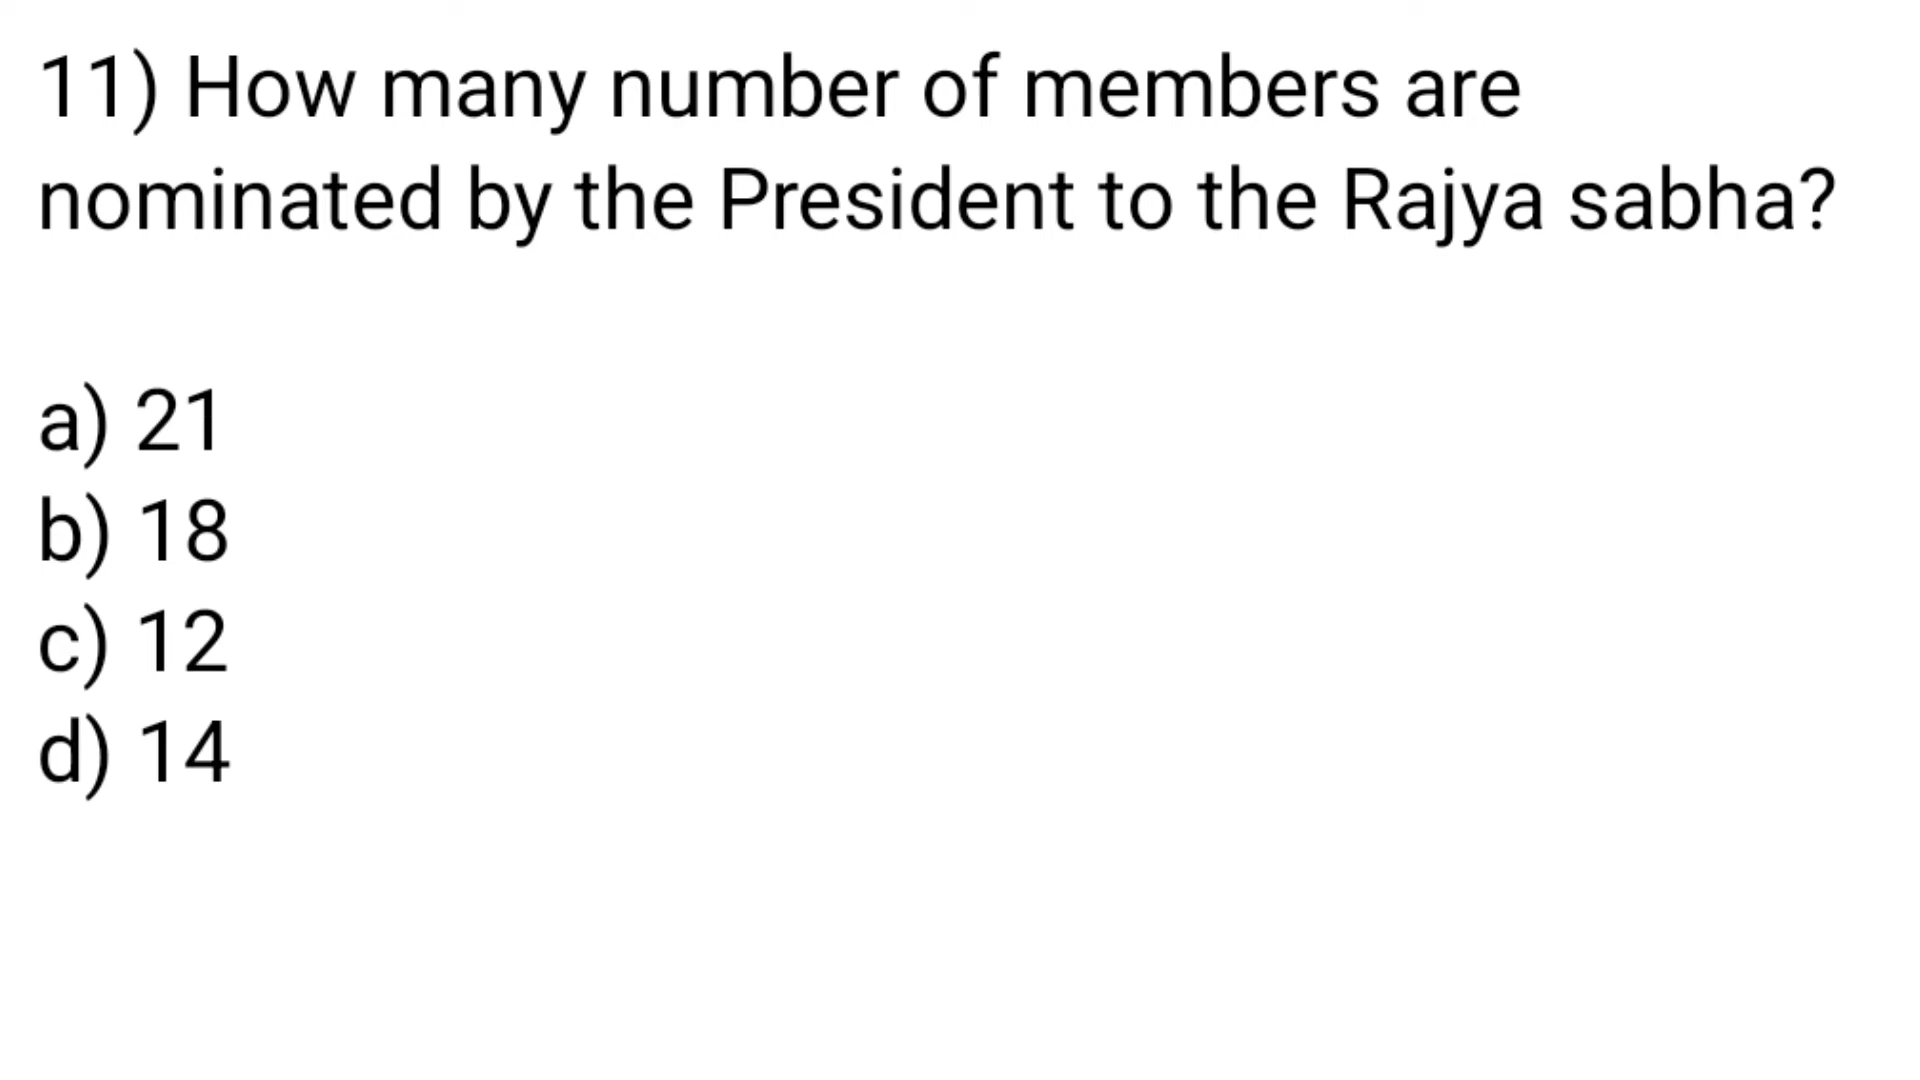 11) How many number of members are
nominated by the President to the Rajya sabha?
a) 21
b) 18
c) 12
d) 14